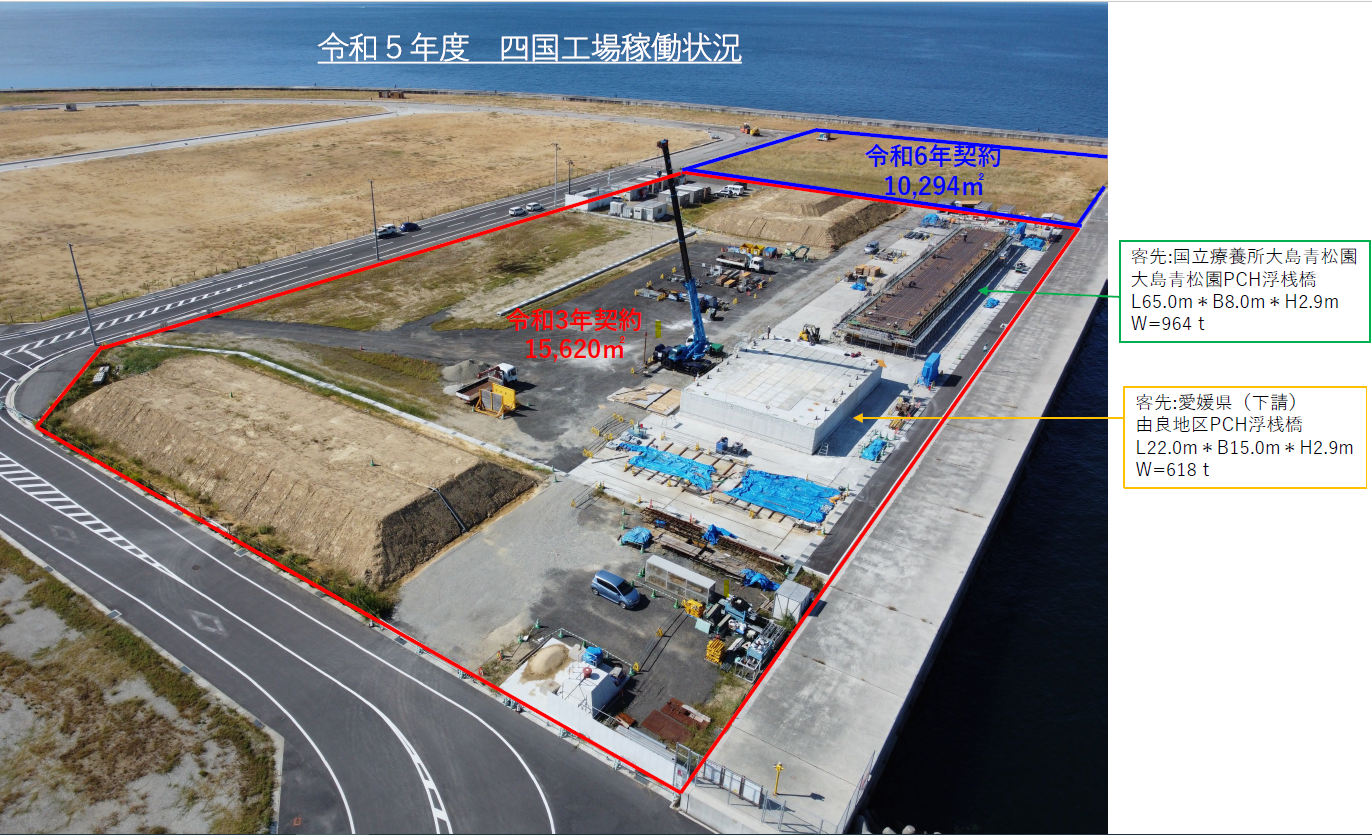 令和５年度　四国工場稼働状況
令和6年契約
10,294㎡
令和3年契約
15,620㎡
客先:国立療養所大島青松園
大島青松園PCH浮桟橋
L65.0m＊B8.0m＊H2.9m
W=964ｔ
客先:愛媛県（下請）
由良地区PCH浮桟橋
L22.0m＊B15.0m＊H2.9m
W=618ｔ